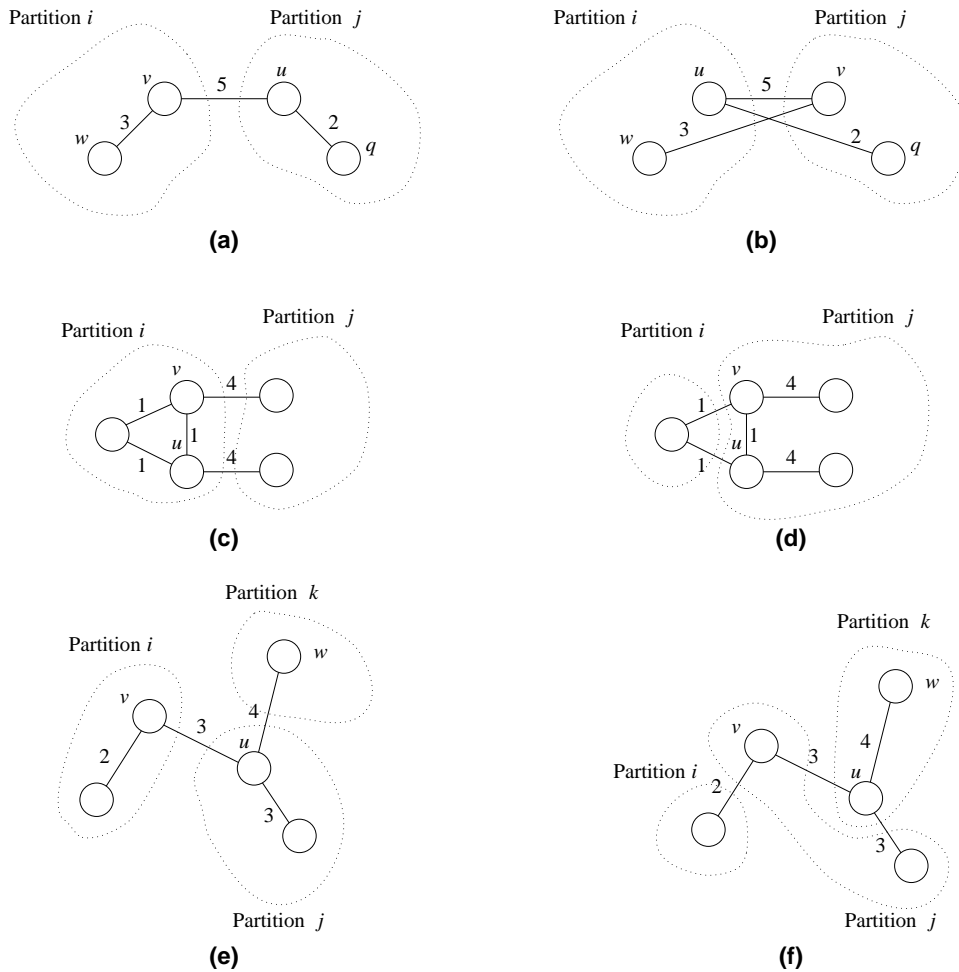 Partition i
Partition j
v
5
u
w
3
2
q
(a)
Partition i
Partition j
u
5
v
w
3
2
q
(b)
Partition i
Partition j
v
4
1
1
u
1
4
(c)
Partition i
Partition j
v
4
1
1
u
1
4
(d)
Partition k
Partition i
w
v
4
3
u
2
3
Partition j
(e)
Partition k
w
v
4
3
Partition i
2
u
3
Partition j
(f)